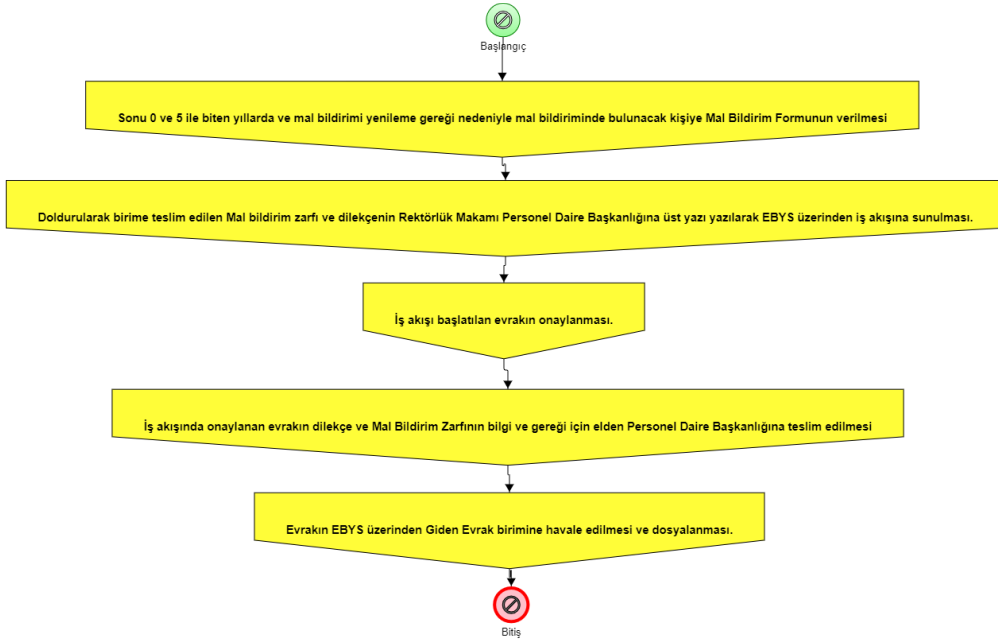 Başlangıç
Sonu 0 ve 5 ile biten yıllarda ve mal bildirimi yenileme gereği nedeniyle mal bildiriminde bulunacak kişiye Mal Bildirim Formunun verilmesi
Doldurularak birime teslim edilen Mal bildirim zarfı ve dilekçenin Rektörlük Makamı Personel Daire Başkanlığına üst yazı yazılarak EBYS üzerinden iş akışına sunulması.
İş akışı başlatılan evrakın onaylanması.
İş akışında onaylanan evrakın dilekçe ve Mal Bildirim Zarfının bilgi ve gereği için elden Personel Daire Başkanlığına teslim edilmesi
Evrakın EBYS üzerinden Giden Evrak birimine havale edilmesi ve dosyalanması.
Bitiş